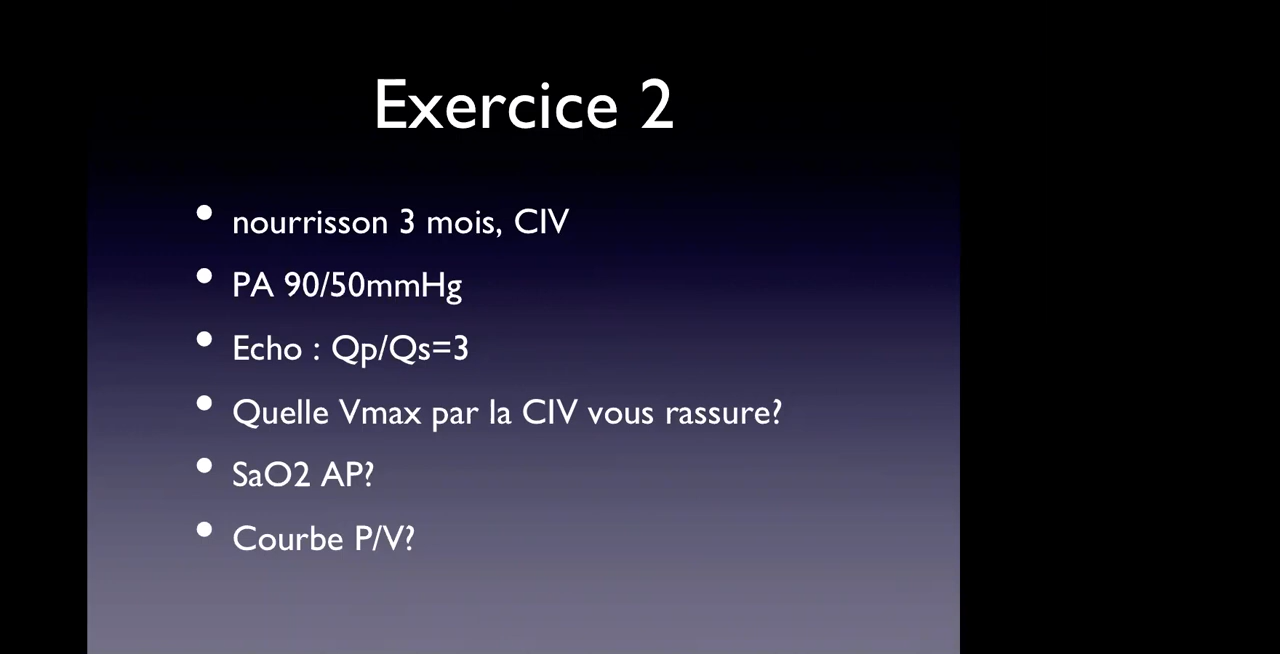 Exercice 2
• nourrisson 3 mois, CIV
• PA 90/50mmHg
• Echo : Qp/Qs=3
• Quelle Vmax par la CIV vous rassure?
• SaO2 AP?
• Courbe P/V?